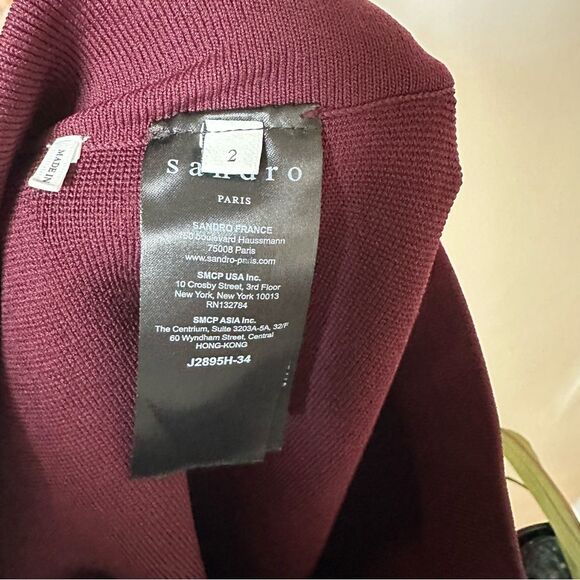 2
sandro
PARIS
SANDRO FRANCE
150 boulevard Haussmann
75008 Paris
www.sandro-paris.com
SMCP USA Inc.
10 Crosby Street, 3rd Floor
New York, New York 10013
RN132784
SMCP ASIA Inc.
The Centrium, Suite 3203A-5A, 32/F
60 Wyndham Street, Central
HONG-KONG
J2895H-34
MADE IN